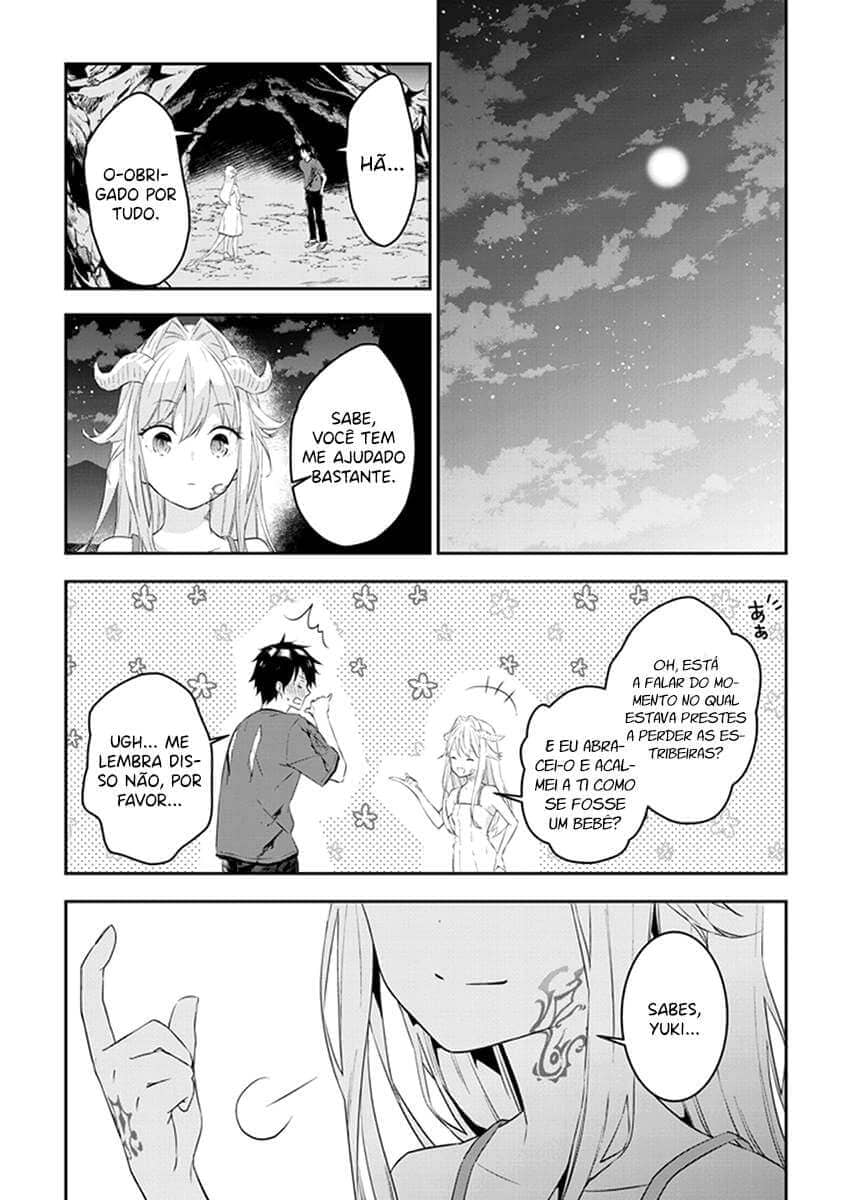 HÃ...
O-OBRI-
GADO POR
TUDO.
SABE,
VOCÊ TEM
ME AJUDADO
BASTANTE.
ああ
OH, ESTÁ
A FALAR DO MO-
MENTO NO QUAL
ESTAVA PRESTES
A PERDER AS ES-
TRIBEIRAS?
E EU ABRA-
CEI-O E ACAL-
MEI A TI COMO
SE FOSSE
UM BEBÊ?
UGH... ME
LEMBRA DIS-
SO NÃO, POR
FAVOR...
SABES,
YUKI...